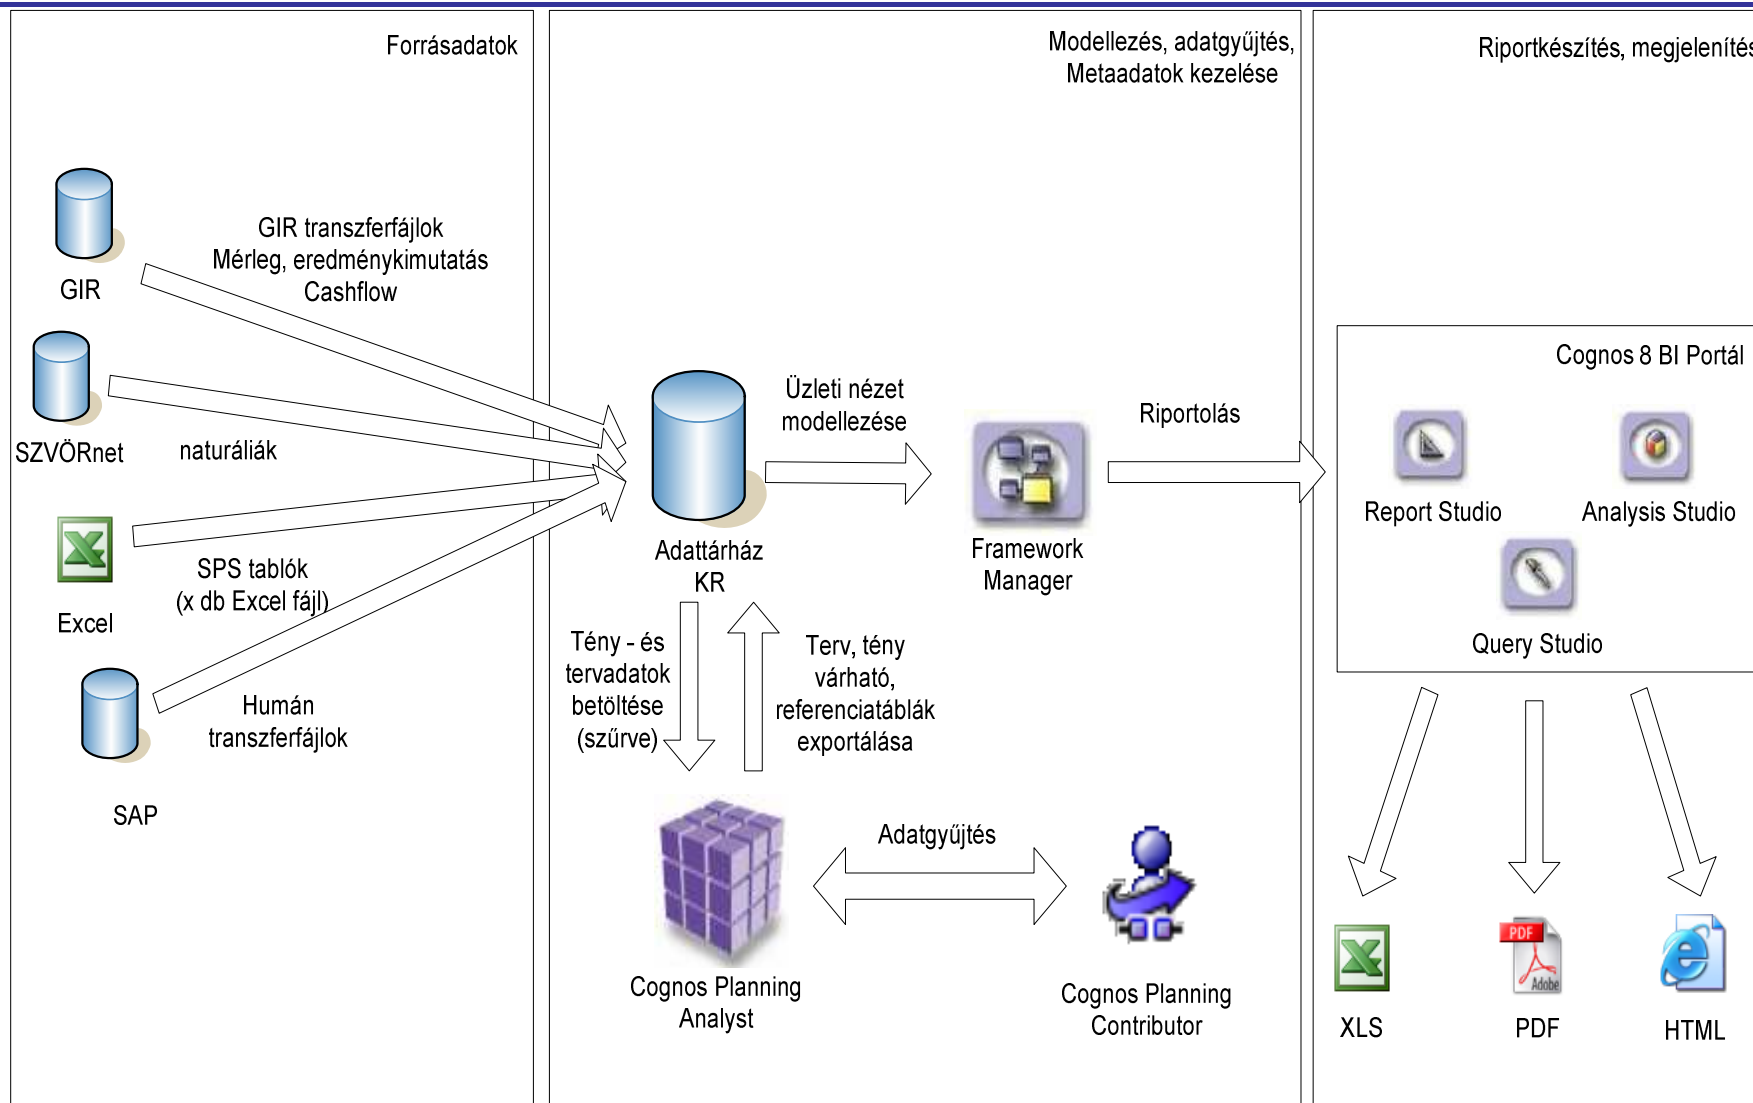 Forrásadatok
GIR
GIR transzferfájlok
Mérleg, eredménykimutatás
Cashflow
SZVÖRnet
naturáliák
Excel
SPS tablók
(x db Excel fájl)
SAP
Humán
transzferfájlok
Modellezés, adatgyűjtés,
Metaadatok kezelése
Adattárház
KR
Üzleti nézet
modellezése
Framework
Manager
Riportolás
Tény - és
tervadatok
betöltése
(szűrve)
Terv, tény
várható,
referenciatáblák
exportálása
Cognos Planning
Analyst
Adatgyűjtés
Cognos Planning
Contributor
Riportkészítés, megjelenítés
Cognos 8 BI Portál
Report Studio
Analysis Studio
Query Studio
XLS
PDF
Adobe
PDF
HTML